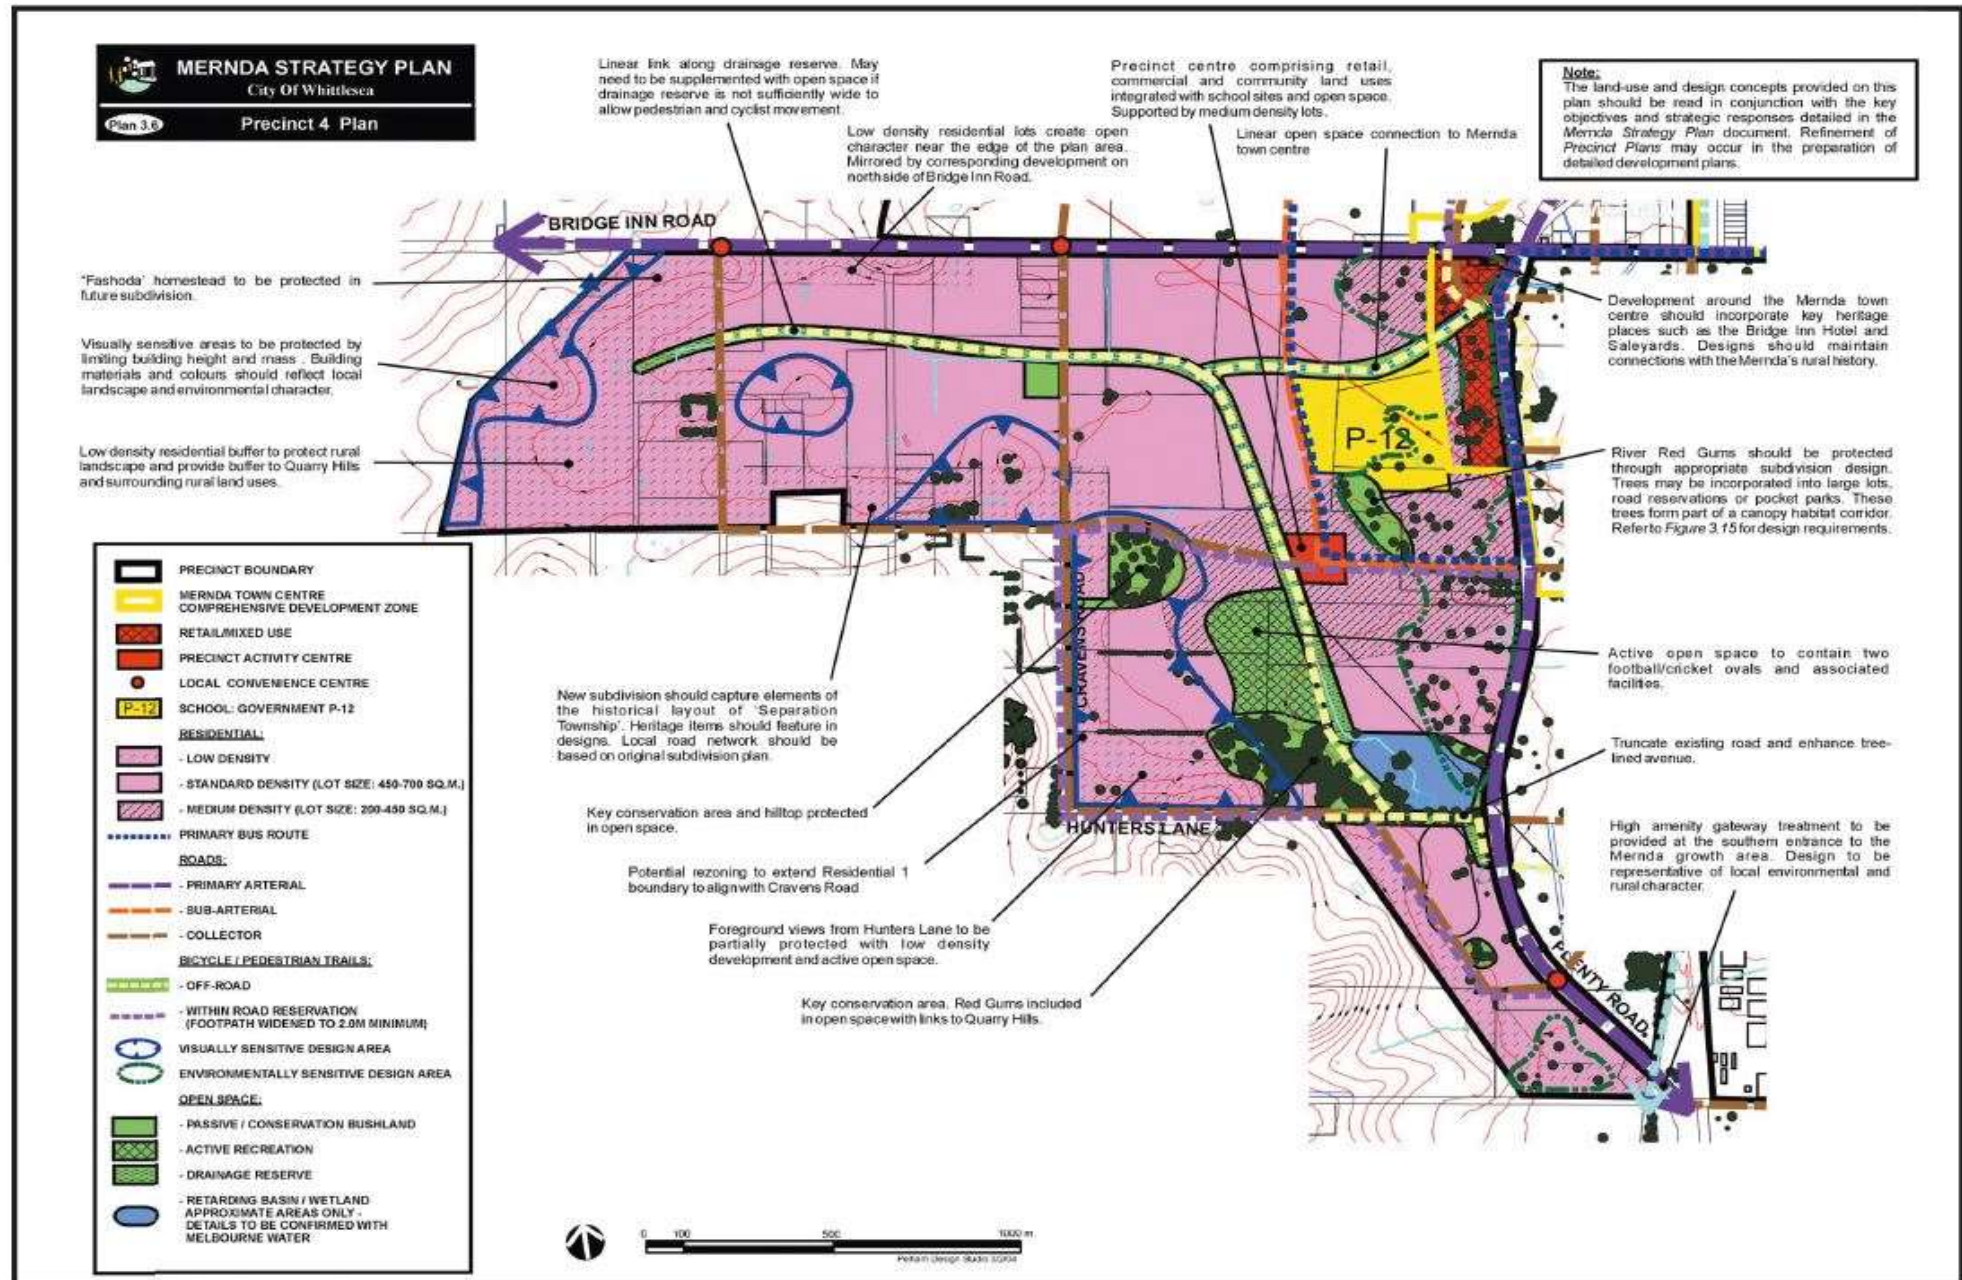 MERNDA STRATEGY PLAN
City Of Whittlesea
Plan 3.6
Precinct 4 Plan
Linear link along drainage reserve. May
need to be supplemented with open space if
drainage reserve is not sufficiently wide to
allow pedestrian and cyclist movement.
Low density residential lots create open
character near the edge of the plan area.
Mirrored by corresponding development on
northside of Bridge Inn Road.
Precinct centre comprising retail,
commercial and community land uses
integrated with school sites and open space.
Supported by medium density lots.
Linear open space connection to Mernda
town centre
Note:
The land-use and design concepts provided on this
plan should be read in conjunction with the key
objectives and strategic responses detailed in the
Mernda Strategy Plan document. Refinement of
Precinct Plans may occur in the preparation of
detailed development plans.
BRIDGE INN ROAD
'Fashoda' homestead to be protected in
future subdivision.
Visually sensitive areas to be protected by
limiting building height and mass . Building
materials and colours should reflect local
landscape and environmental character.
Low density residential buffer to protect rural
landscape and provide buffer to Quarry Hills
and surrounding rural land uses.
Development around the Mernda town
centre should incorporate key heritage
places such as the Bridge Inn Hotel and
Saleyards. Designs should maintain
connections with the Mernda's rural history.
P-12
River Red Gums should be protected
through appropriate subdivision design.
Trees may be incorporated into large lots,
road reservations or pocket parks. These
trees form part of a canopy habitat corridor.
Refer to Figure 3.15 for design requirements.
CRAVENS ROAD
Active open space to contain two
football/cricket ovals and associated
facilities.
Truncate existing road and enhance tree-
lined avenue.
High amenity gateway treatment to be
provided at the southern entrance to the
Mernda growth area. Design to be
representative of local environmental and
rural character.
New subdivision should capture elements of
the historical layout of 'Separation
Township'. Heritage items should feature in
designs. Local road network should be
based on original subdivision plan.
Key conservation area and hilltop protected
in open space.
HUNTERS LANE
Potential rezoning to extend Residential 1
boundary to align with Cravens Road
Foreground views from Hunters Lane to be
partially protected with low density
development and active open space.
Key conservation area. Red Gums included
in open space with links to Quarry Hills.
PLENTY ROAD
PRECINCT BOUNDARY
MERNDA TOWN CENTRE
COMPREHENSIVE DEVELOPMENT ZONE
RETAIL/MIXED USE
PRECINCT ACTIVITY CENTRE
LOCAL CONVENIENCE CENTRE
P-12
SCHOOL: GOVERNMENT P-12
RESIDENTIAL:
- LOW DENSITY
- STANDARD DENSITY (LOT SIZE: 450-700 SQ.M.)
- MEDIUM DENSITY (LOT SIZE: 200-450 SQ.M.)
PRIMARY BUS ROUTE
ROADS:
- PRIMARY ARTERIAL
- SUB-ARTERIAL
- COLLECTOR
BICYCLE / PEDESTRIAN TRAILS:
- OFF-ROAD
- WITHIN ROAD RESERVATION
(FOOTPATH WIDENED TO 2.0M MINIMUM)
VISUALLY SENSITIVE DESIGN AREA
ENVIRONMENTALLY SENSITIVE DESIGN AREA
OPEN SPACE:
- PASSIVE / CONSERVATION BUSHLAND
- ACTIVE RECREATION
- DRAINAGE RESERVE
- RETARDING BASIN / WETLAND
APPROXIMATE AREAS ONLY -
DETAILS TO BE CONFIRMED WITH
MELBOURNE WATER
0 100 500 1000 m
Design Studio